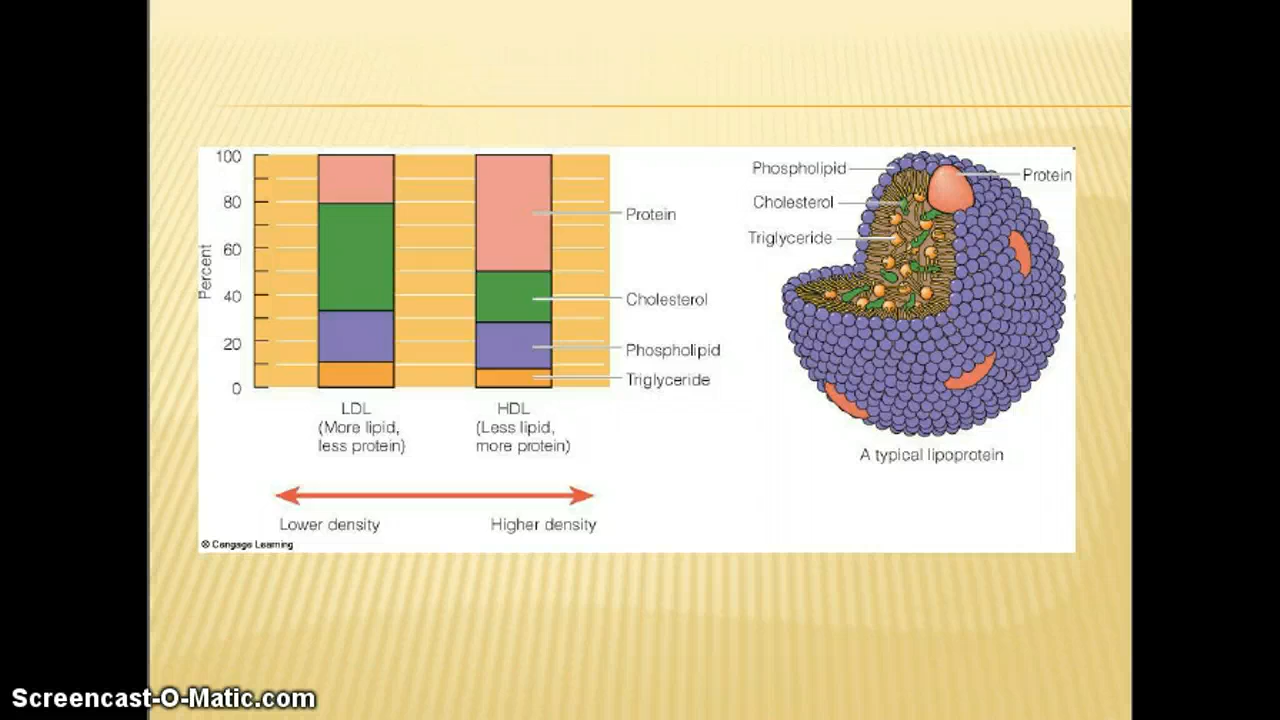 100
80
60
40
20
0
Percent
Protein
Cholesterol
Phospholipid
Triglyceride
LDL
(More lipid,
less protein)
HDL
(Less lipid,
more protein)
Lower density
Higher density
© Cengage Learning
Phospholipid
Cholesterol
Triglyceride
Protein
A typical lipoprotein
Screencast-O-Matic.com